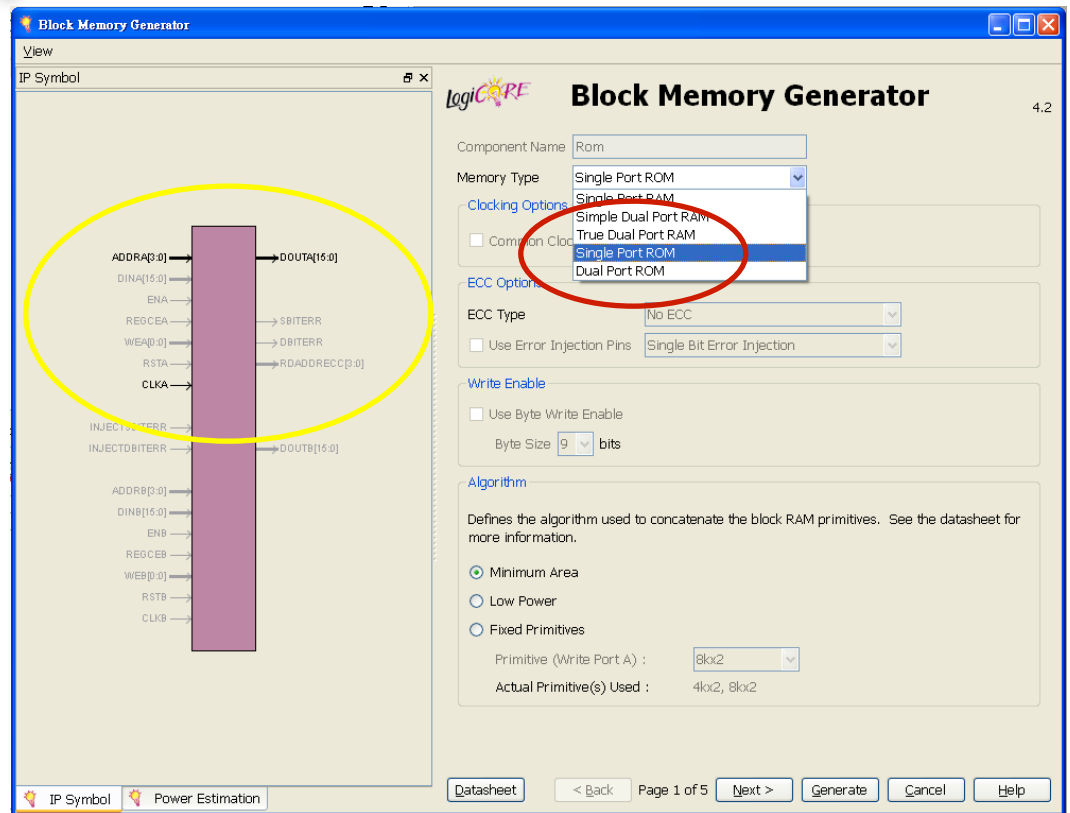 Block Memory Generator
View
IP Symbol
ADDRA[3:0]
DOUTA[15:0]
DINA[15:0]
ENA
REGCEA
SBITERR
WEA[0:0]
DBITERR
RSTA
RDADDRECC[3:0]
CLKA
INJECTSBITERR
INJECTDBITERR
DOUTB[15:0]
ADDRB[3:0]
DINB[15:0]
ENB
REGCEB
WEB[0:0]
RSTB
CLKB
IP Symbol
Power Estimation
LogiCORE
Block Memory Generator
4.2
Component Name Rom
Memory Type Single Port ROM
Single Port RAM
Simple Dual Port RAM
True Dual Port RAM
Single Port ROM
Dual Port ROM
Clocking Options
Common Cloc
ECC Options
ECC Type No ECC
Use Error Injection Pins Single Bit Error Injection
Write Enable
Use Byte Write Enable
Byte Size 9 bits
Algorithm
Defines the algorithm used to concatenate the block RAM primitives. See the datasheet for
more information.
Minimum Area
Low Power
Fixed Primitives
Primitive (Write Port A) : 8kx2
Actual Primitive(s) Used : 4kx2, 8kx2
Datasheet < Back Page 1 of 5 Next > Generate Cancel Help